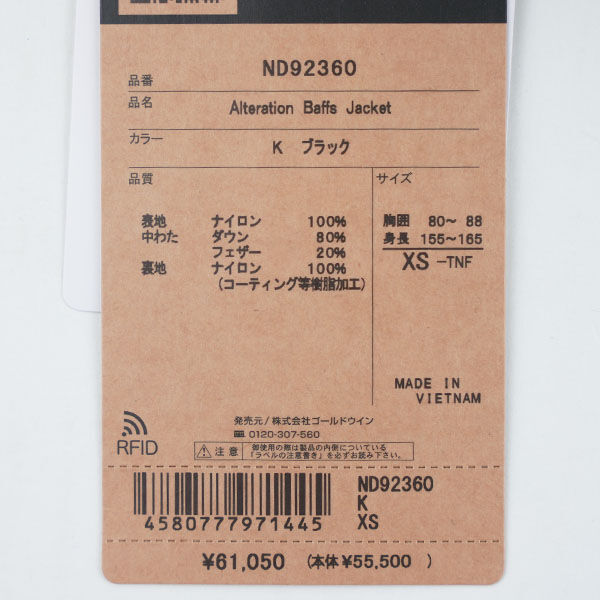 品番 ND92360
品名 Alteration Baffs Jacket
カラー K ブラック
品質
表地 ナイロン 100%
中わた ダウン 80%
フェザー 20%
裏地 ナイロン 100%
(コーティング等樹脂加工)
サイズ
胸囲 80～ 88
身長 155～165
XS -TNF
MADE IN
VIETNAM
RFID
発売元/株式会社ゴールドウイン
0120-307-560
注意 御使用の際は製品の内側についている
「ラベルの注意書き」を必ずお読み下さい。
4580777971445
ND92360
K
XS
¥61,050 (本体¥55,500)